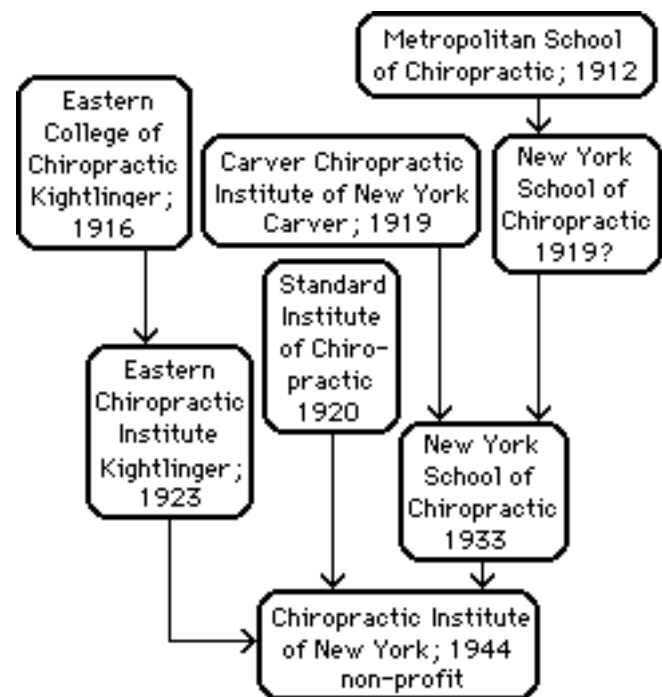 Metropolitan School
of Chiropractic; 1912
Eastern
College of
Chiropractic
Kightlinger;
1916
Carver Chiropractic
Institute of New York
Carver; 1919
New York
School of
Chiropractic
1919?
Standard
Institute
of Chiro-
practic
1920
Eastern
Chiropractic
Institute
Kightlinger;
1923
New York
School of
Chiropractic
1933
Chiropractic Institute
of New York; 1944
non-profit